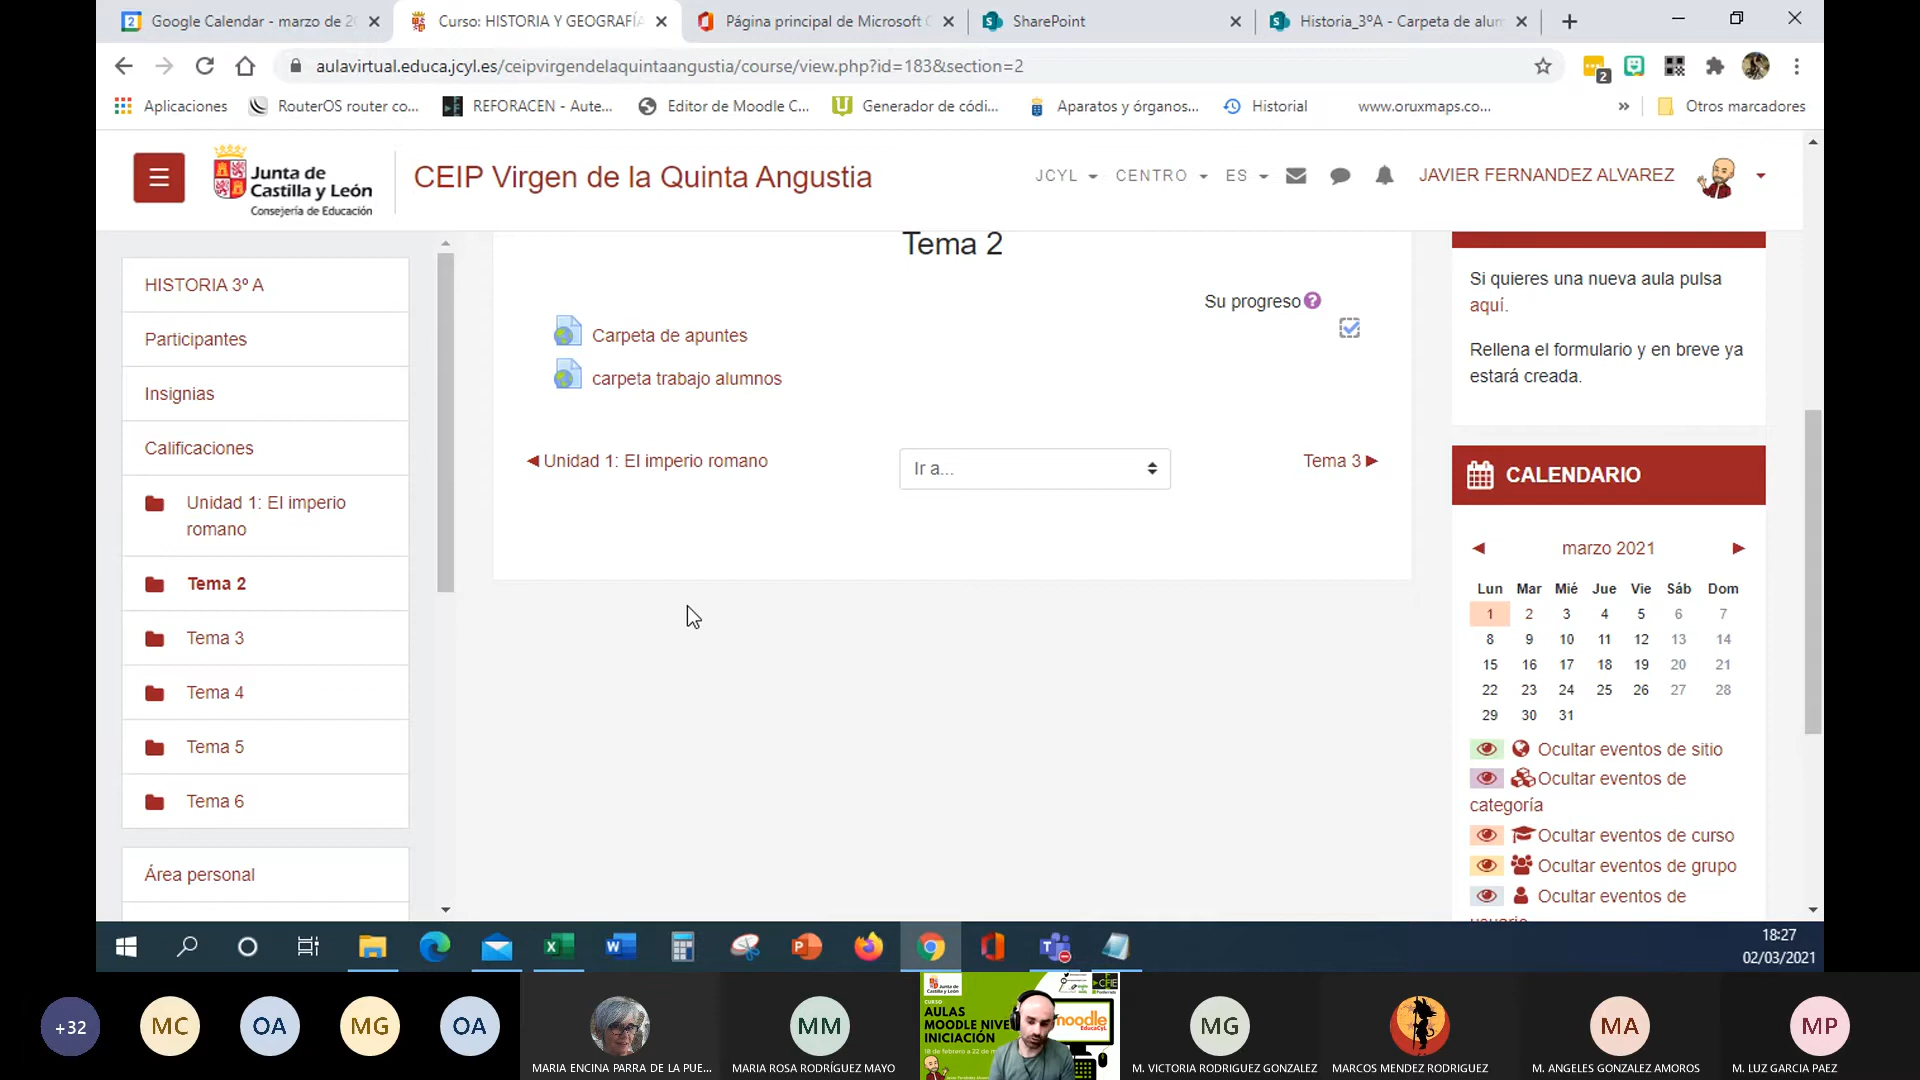 Google Calendar - marzo de 20
Curso: HISTORIA Y GEOGRAFÍA
Página principal de Microsoft
SharePoint
Historia_3ºA - Carpeta de alum
aulavirtual.educa.jcyl.es/ceipvirgendelaquintaangustia/course/view.php?id=183&section=2
2
Aplicaciones
RouterOS router co...
REFORACEN - Aute...
Editor de Moodle C...
Generador de códi...
Aparatos y órganos...
Historial
www.oruxmaps.co...
»
Otros marcadores
Junta de
Castilla y León
Consejería de Educación
CEIP Virgen de la Quinta Angustia
JCYL
CENTRO
ES
JAVIER FERNANDEZ ALVAREZ
HISTORIA 3º A
Participantes
Insignias
Calificaciones
Unidad 1: El imperio
romano
Tema 2
Tema 3
Tema 4
Tema 5
Tema 6
Área personal
Tema 2
Su progreso
Carpeta de apuntes
carpeta trabajo alumnos
◀ Unidad 1: El imperio romano
Ir a...
Tema 3 ▶
Si quieres una nueva aula pulsa
aquí.
Rellena el formulario y en breve ya
estará creada.
CALENDARIO
◀ marzo 2021 ▶
Lun Mar Mié Jue Vie Sáb Dom
1 2 3 4 5 6 7
8 9 10 11 12 13 14
15 16 17 18 19 20 21
22 23 24 25 26 27 28
29 30 31
Ocultar eventos de sitio
Ocultar eventos de
categoría
Ocultar eventos de curso
Ocultar eventos de grupo
Ocultar eventos de
usuario
18:27
02/03/2021
+32
MC
OA
MG
OA
MARIA ENCINA PARRA DE LA PUE...
MM
MARIA ROSA RODRÍGUEZ MAYO
Junta de
Castilla y León
CFIE
CURSO
AULAS
MOODLE NIVE
INICIACIÓN
moodle
EducaCyL
MG
M. VICTORIA RODRIGUEZ GONZALEZ
MARCOS MENDEZ RODRIGUEZ
MA
M. ANGELES GONZALEZ AMOROS
MP
M. LUZ GARCIA PAEZ